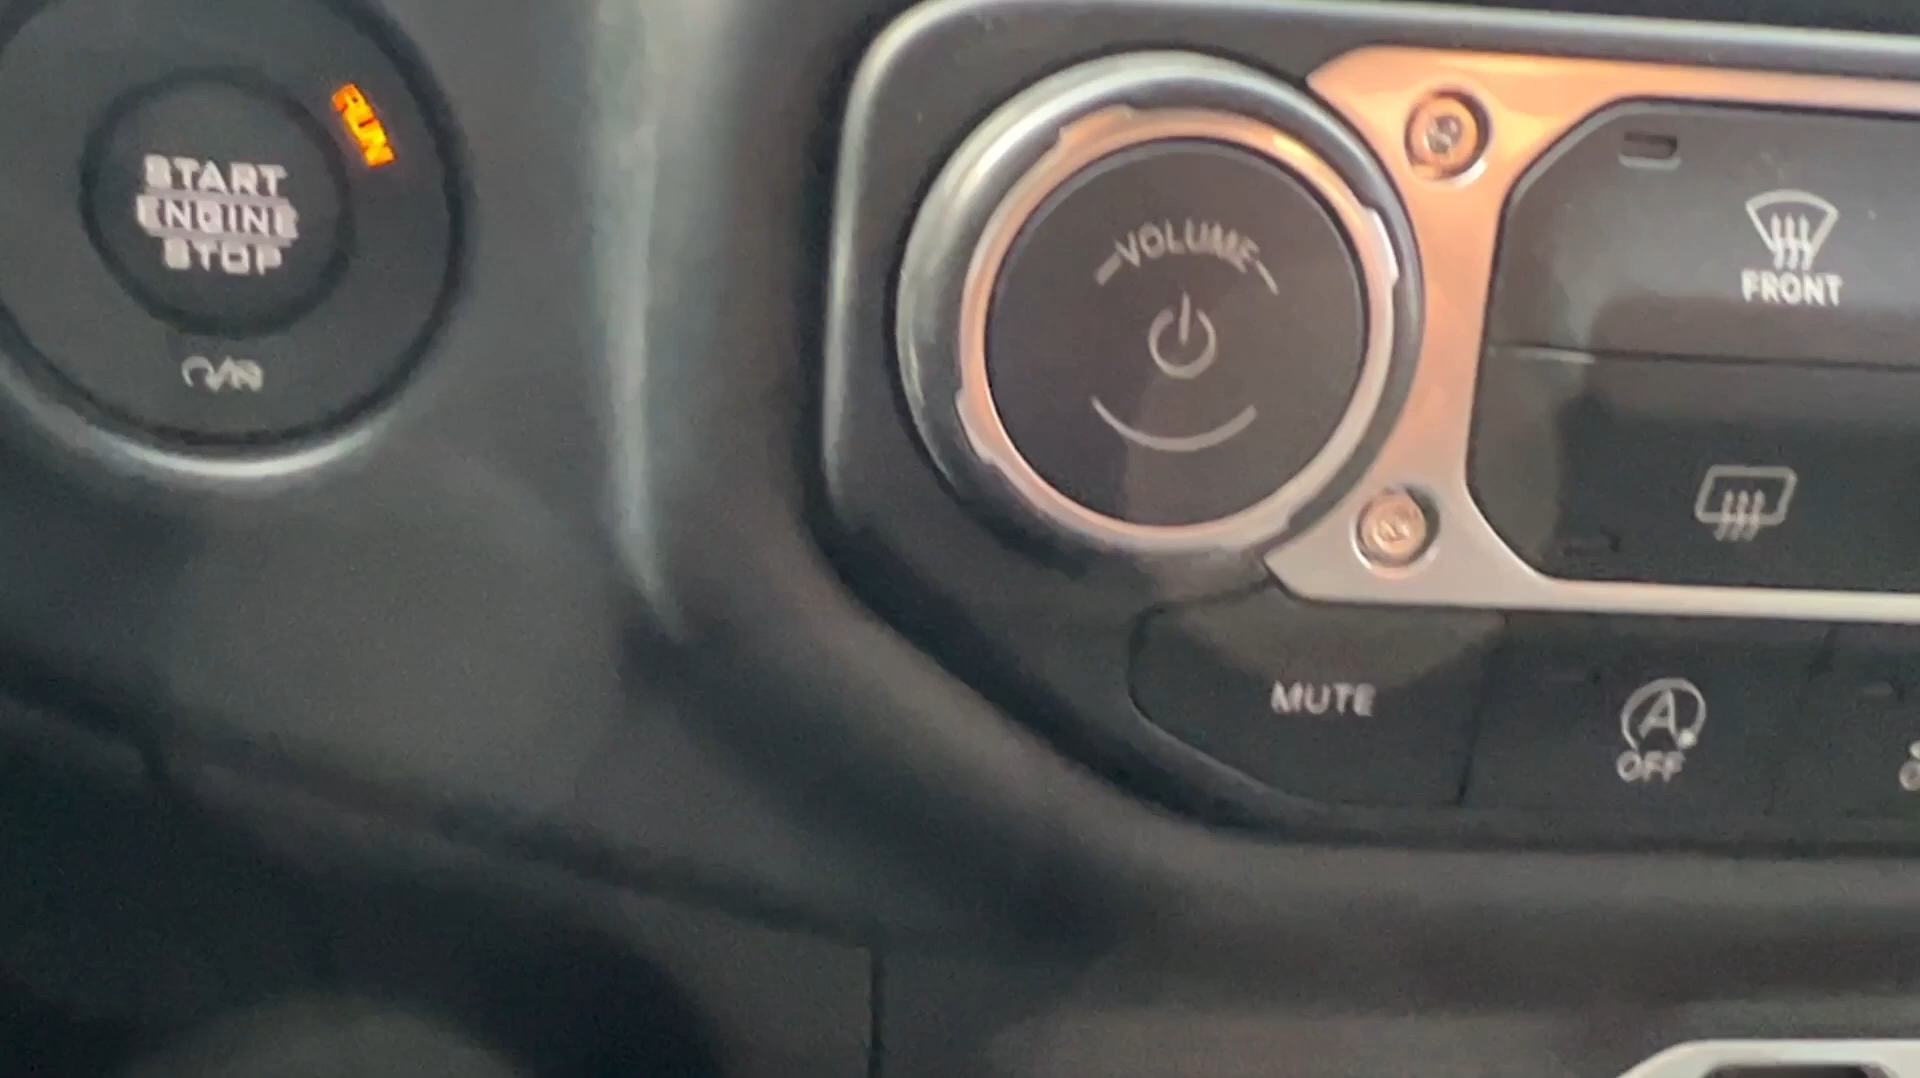 RUN
START
ENGINE
STOP
VOLUME
FRONT
MUTE
A
OFF